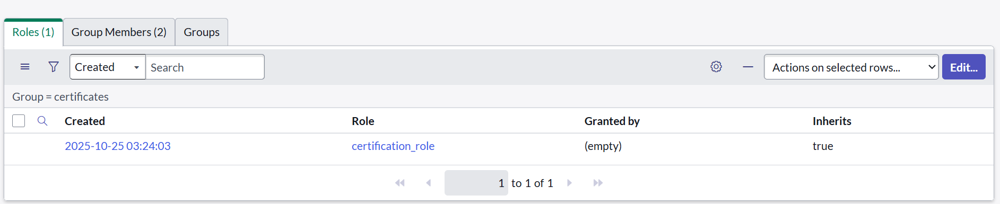 Roles (1) Group Members (2) Groups
Created Search Actions on selected rows... Edit...
Group = certificates
Created Role Granted by Inherits
2025-10-25 03:24:03 certification_role (empty) true
1 to 1 of 1